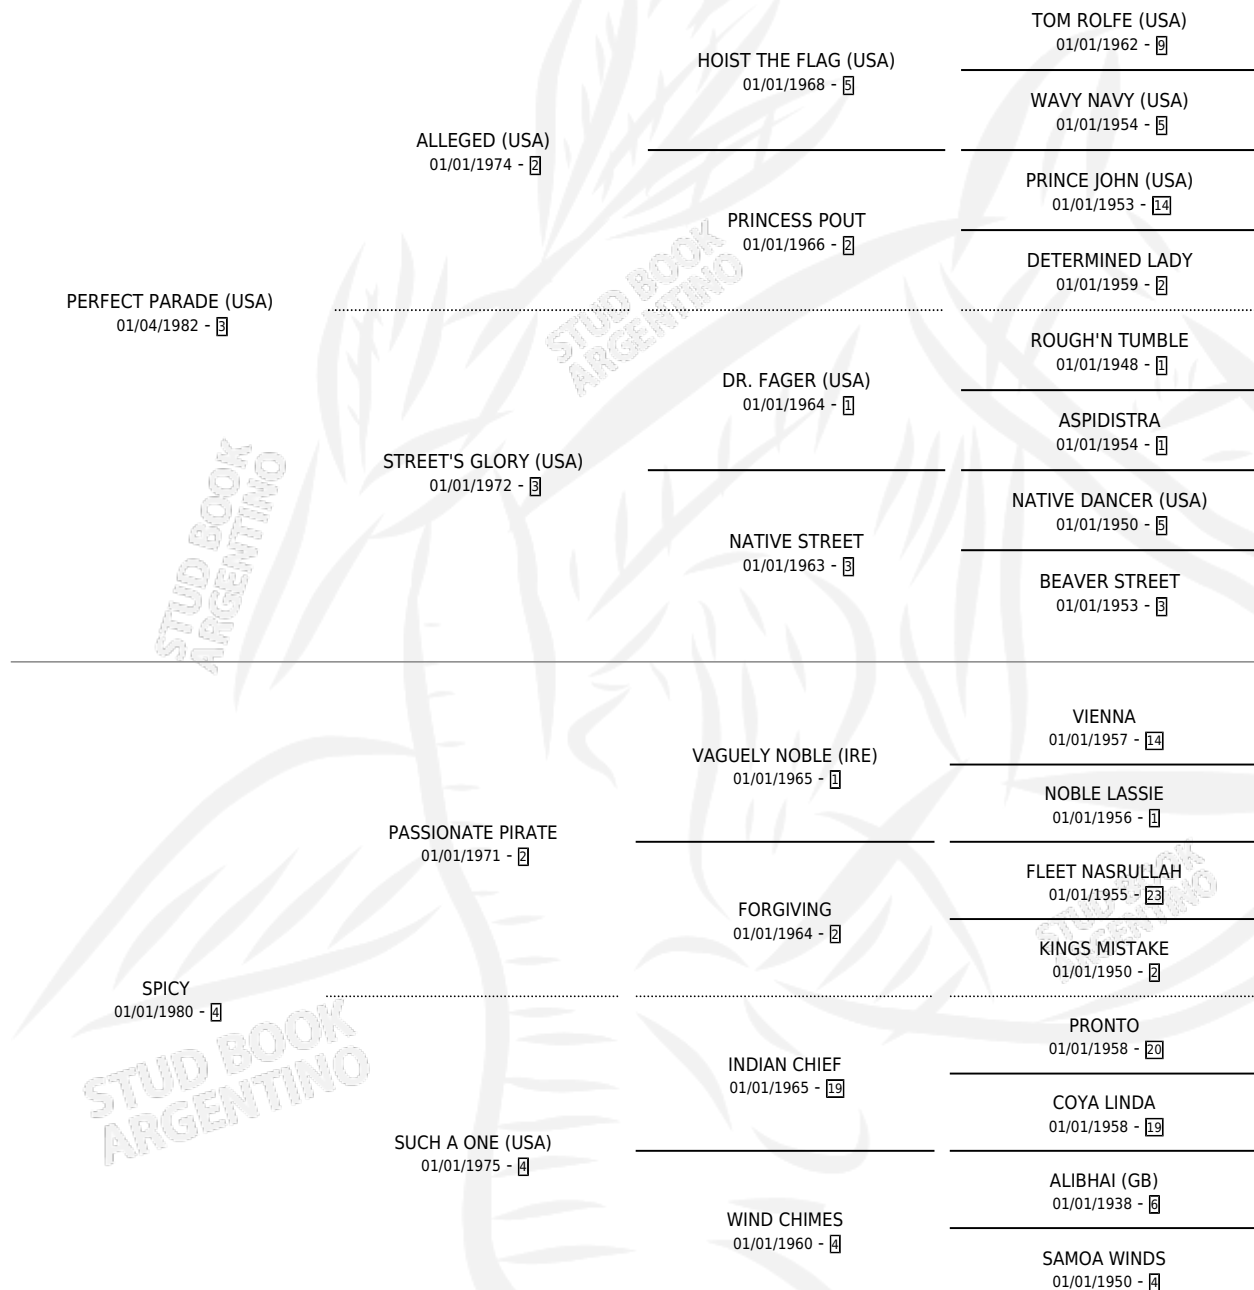 TOM ROLFE (USA)
01/01/1962 - 9
HOIST THE FLAG (USA)
01/01/1968 - 5
WAVY NAVY (USA)
01/01/1954 - 5
ALLEGED (USA)
01/01/1974 - 2
PRINCE JOHN (USA)
01/01/1953 - 14
PRINCESS POUT
01/01/1966 - 2
DETERMINED LADY
01/01/1959 - 2
PERFECT PARADE (USA)
01/04/1982 - 3
ROUGH'N TUMBLE
01/01/1948 - 1
DR. FAGER (USA)
01/01/1964 - 1
ASPIDISTRA
01/01/1954 - 1
STREET'S GLORY (USA)
01/01/1972 - 3
NATIVE DANCER (USA)
01/01/1950 - 5
NATIVE STREET
01/01/1963 - 3
BEAVER STREET
01/01/1953 - 3
VIENNA
01/01/1957 - 14
VAGUELY NOBLE (IRE)
01/01/1965 - 1
NOBLE LASSIE
01/01/1956 - 1
PASSIONATE PIRATE
01/01/1971 - 2
FLEET NASRULLAH
01/01/1955 - 23
FORGIVING
01/01/1964 - 2
KINGS MISTAKE
01/01/1950 - 2
SPICY
01/01/1980 - 4
PRONTO
01/01/1958 - 20
INDIAN CHIEF
01/01/1965 - 19
COYA LINDA
01/01/1958 - 19
SUCH A ONE (USA)
01/01/1975 - 4
ALIBHAI (GB)
01/01/1938 - 6
WIND CHIMES
01/01/1960 - 4
SAMOA WINDS
01/01/1950 - 4
STUD BOOK
ARGENTINO
STUD BOOK
ARGENTINO
STUD BOOK
ARGENTINO
STUD BOOK
ARGENTINO